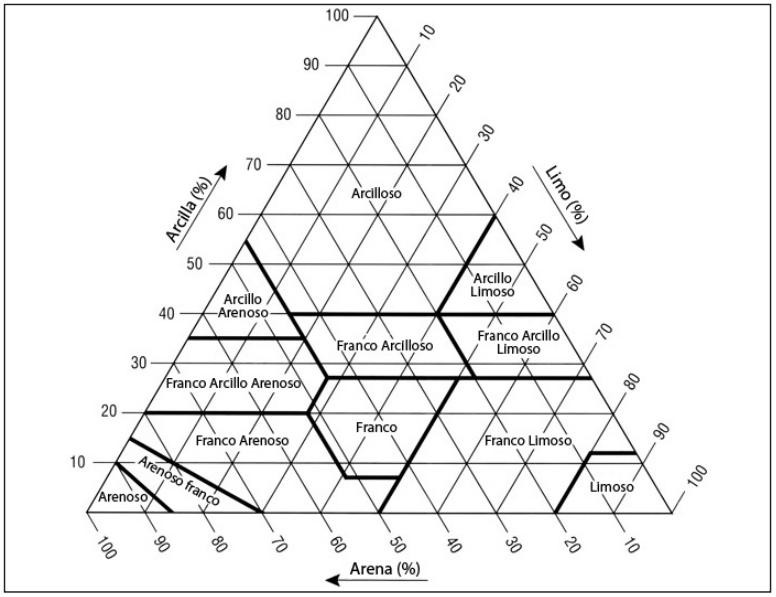 100
10
90
20
80
30
70
Arcilla (%)
Limo (%)
Arcilloso
40
60
50
50
Arcillo
Limoso
60
Arcillo
Arenoso
40
Franco Arcilloso
Franco Arcillo
Limoso
70
30
Franco Arcillo Arenoso
80
20
Franco Arenoso
Franco
Franco Limoso
90
10
Arenoso franco
Arenoso
Limoso
100
100
90
80
70
60
50
40
30
20
10
Arena (%)